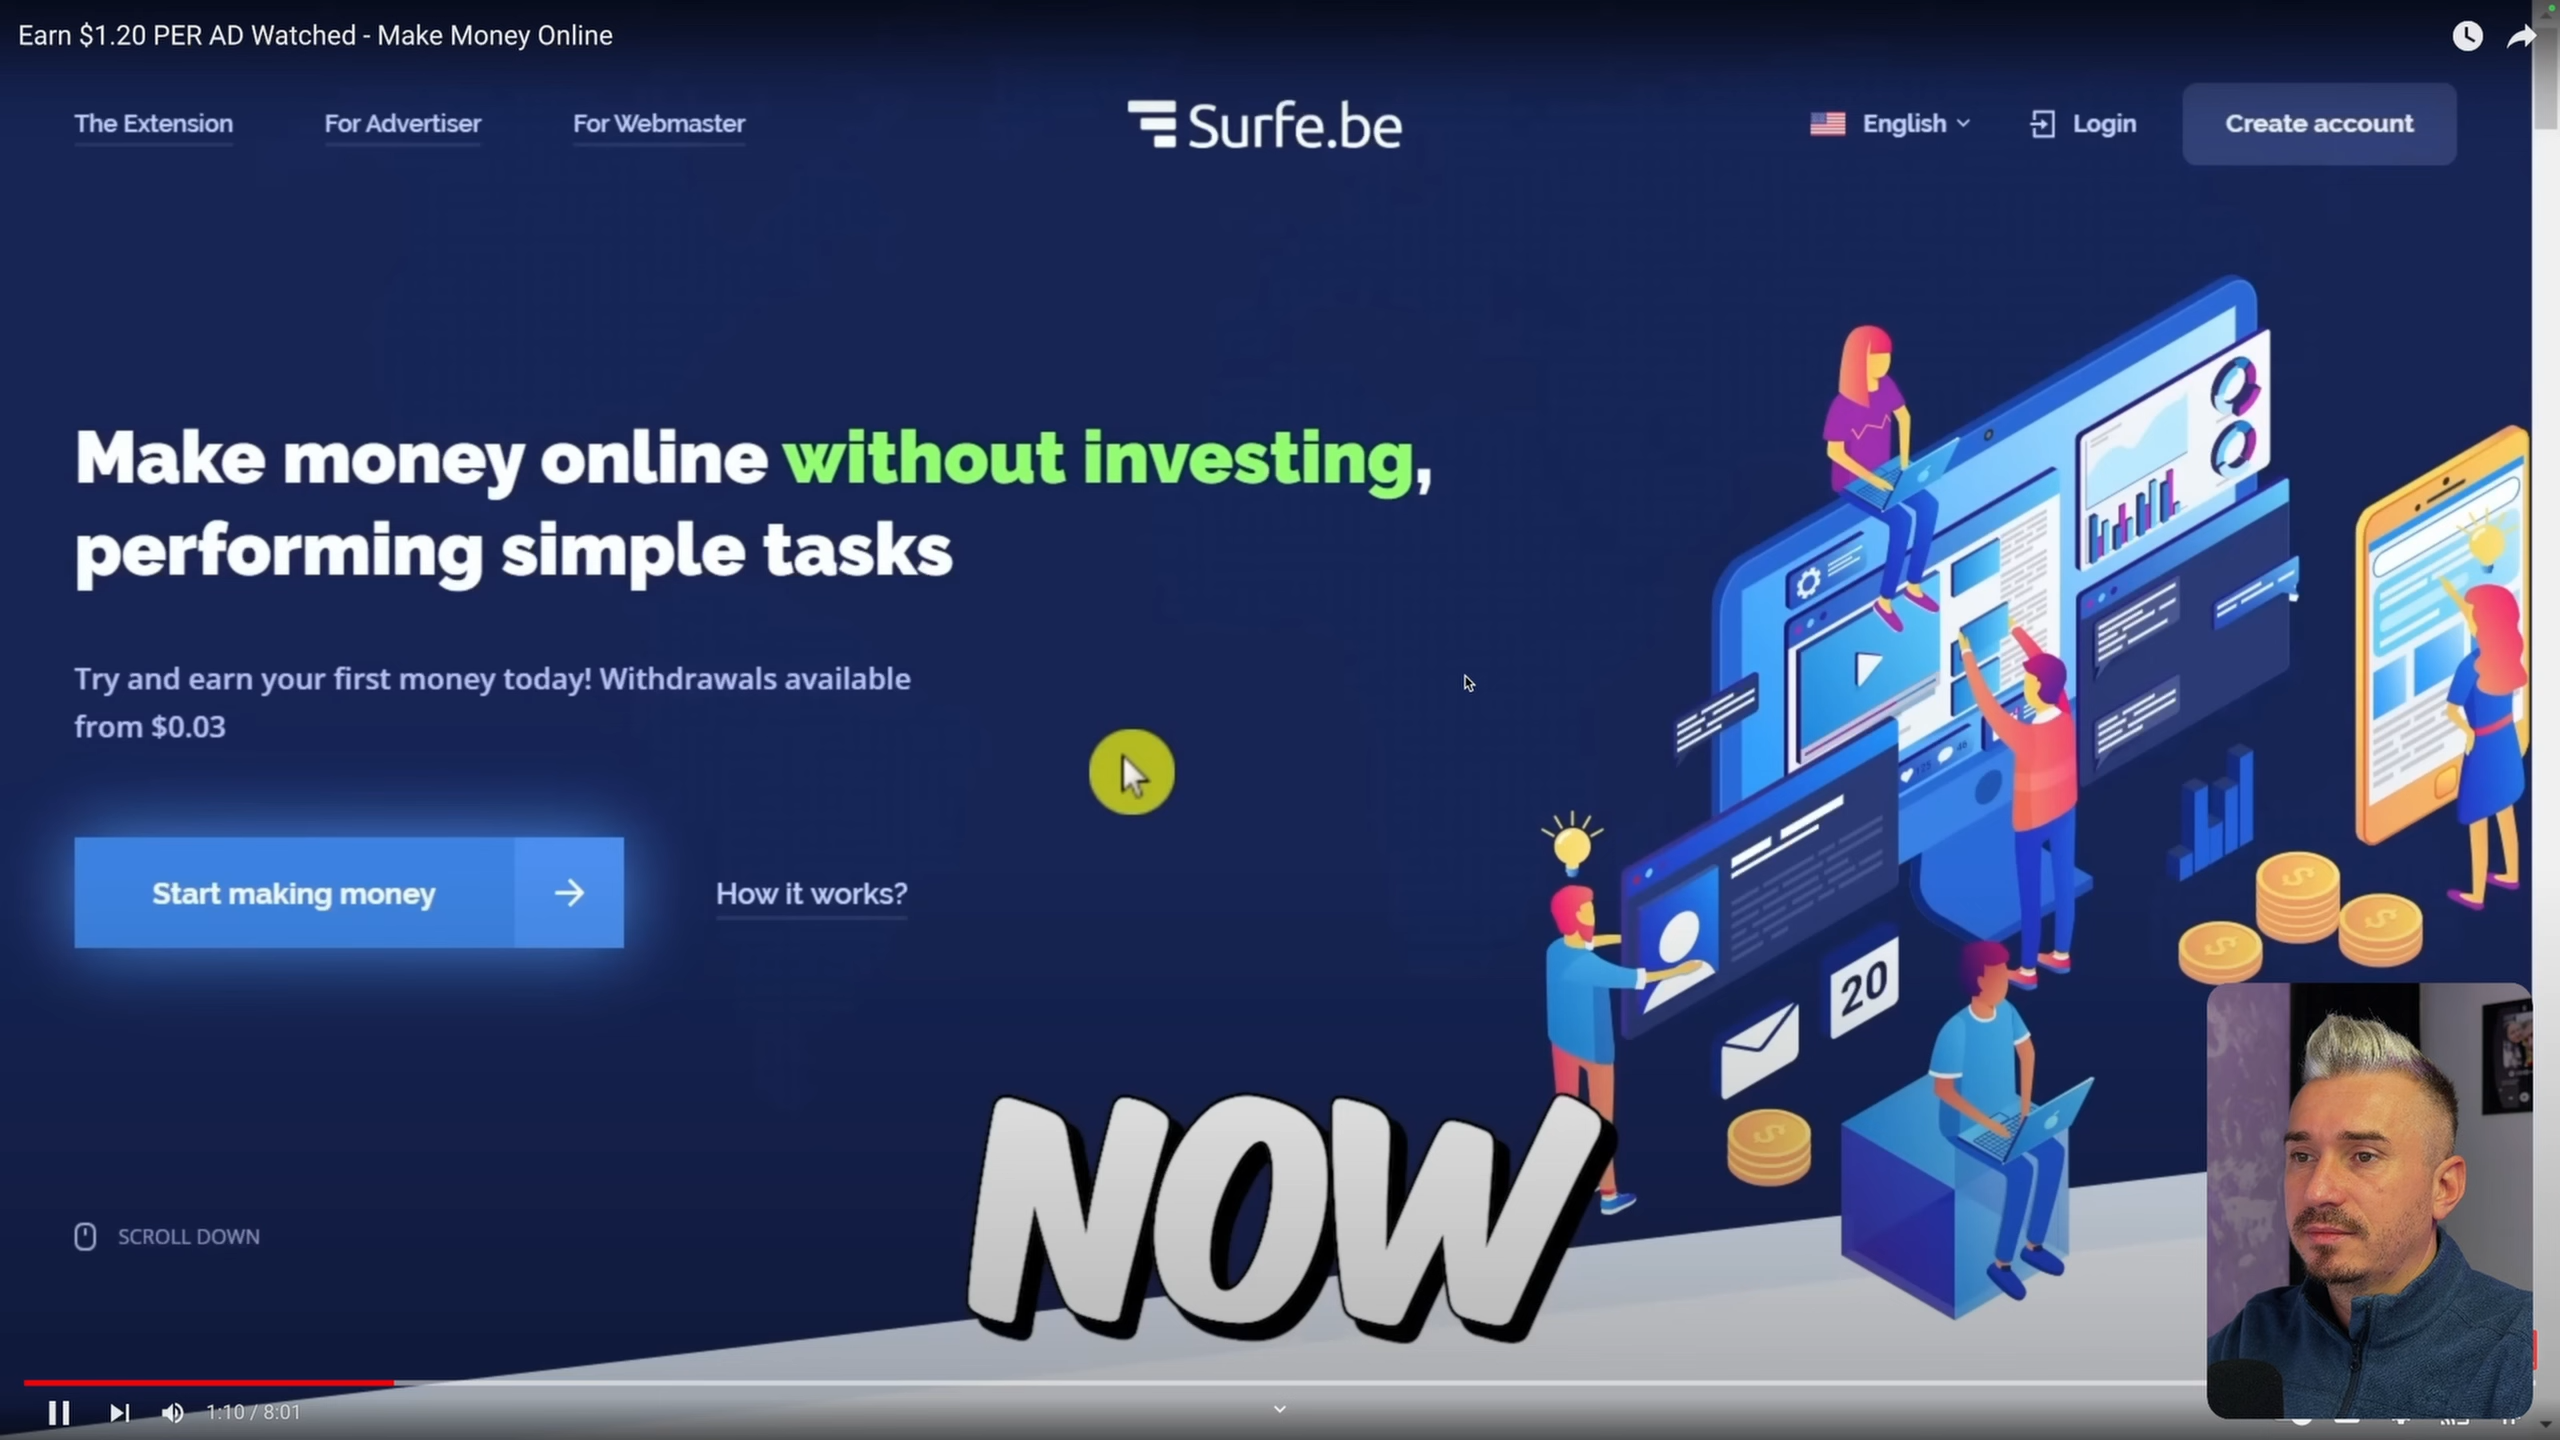 Earn $1.20 PER AD Watched - Make Money Online
The Extension
For Advertiser
For Webmaster
Surfe.be
English
Login
Create account
Make money online without investing,
performing simple tasks
Try and earn your first money today! Withdrawals available
from $0.03
Start making money
How it works?
20
NOW
SCROLL DOWN
1:10 / 8:01